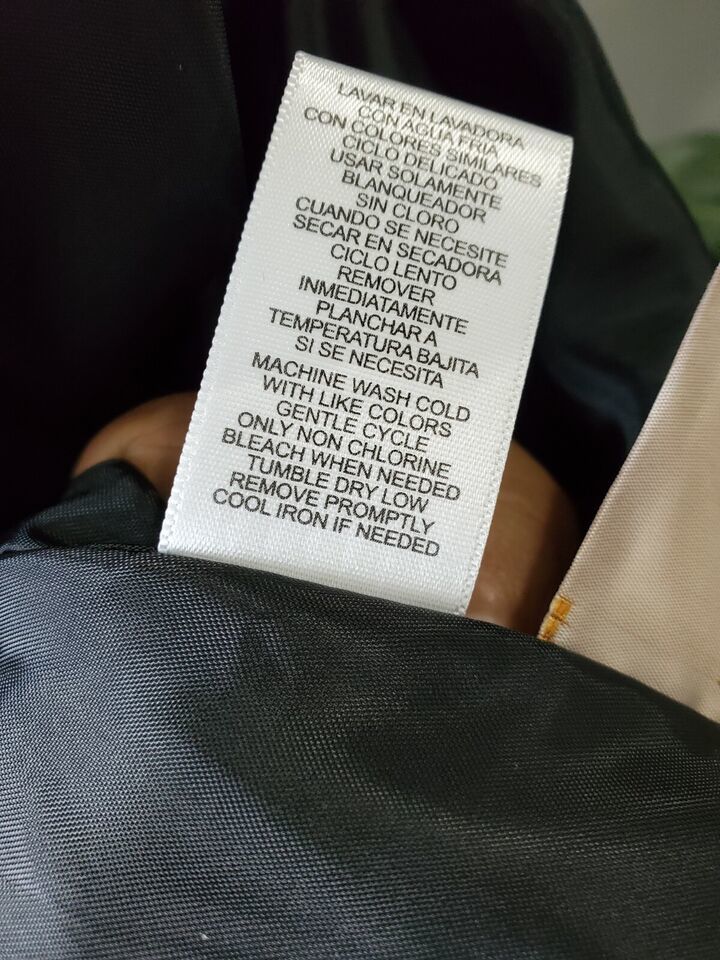 LAVAR EN LAVADORA
CON AGUA FRIA
CON COLORES SIMILARES
CICLO DELICADO
USAR SOLAMENTE
BLANQUEADOR
SIN CLORO
CUANDO SE NECESITE
SECAR EN SECADORA
CICLO LENTO
REMOVER
INMEDIATAMENTE
PLANCHAR A
TEMPERATURA BAJITA
SI SE NECESITA
MACHINE WASH COLD
WITH LIKE COLORS
GENTLE CYCLE
ONLY NON CHLORINE
BLEACH WHEN NEEDED
TUMBLE DRY LOW
REMOVE PROMPTLY
COOL IRON IF NEEDED